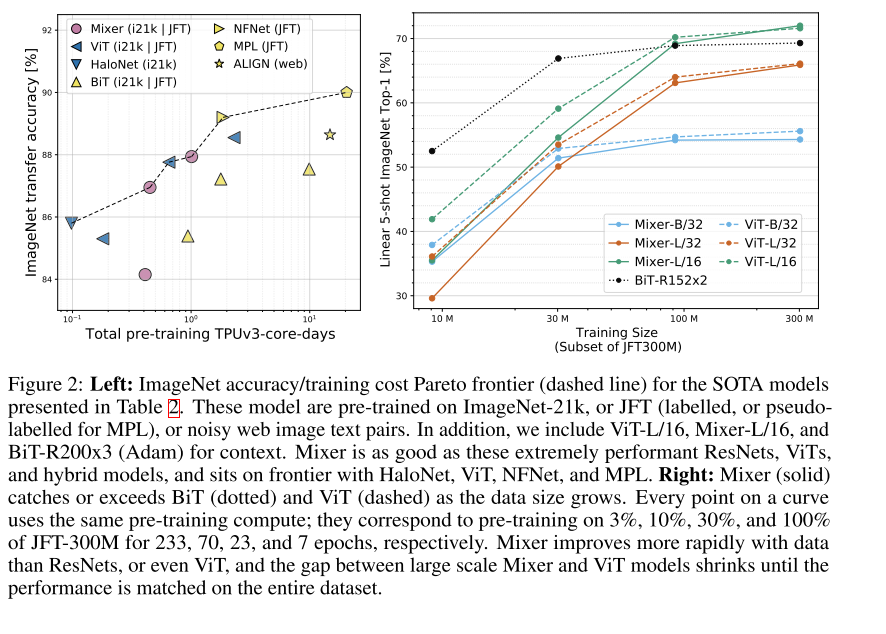 Mixer (i21k | JFT)
ViT (i21k | JFT)
HaloNet (i21k)
BiT (i21k | JFT)
NFNet (JFT)
MPL (JFT)
ALIGN (web)
ImageNet transfer accuracy [%]
92
90
88
86
84
10⁻¹
10⁰
10¹
Total pre-training TPUv3-core-days
Linear 5-shot ImageNet Top-1 [%]
70
60
50
40
30
Mixer-B/32
Mixer-L/32
Mixer-L/16
BiT-R152x2
ViT-B/32
ViT-L/32
ViT-L/16
10 M
30 M
100 M
300 M
Training Size
(Subset of JFT300M)
Figure 2: Left: ImageNet accuracy/training cost Pareto frontier (dashed line) for the SOTA models
presented in Table 2. These model are pre-trained on ImageNet-21k, or JFT (labelled, or pseudo-
labelled for MPL), or noisy web image text pairs. In addition, we include ViT-L/16, Mixer-L/16, and
BiT-R200x3 (Adam) for context. Mixer is as good as these extremely performant ResNets, ViTs,
and hybrid models, and sits on frontier with HaloNet, ViT, NFNet, and MPL. Right: Mixer (solid)
catches or exceeds BiT (dotted) and ViT (dashed) as the data size grows. Every point on a curve
uses the same pre-training compute; they correspond to pre-training on 3%, 10%, 30%, and 100%
of JFT-300M for 233, 70, 23, and 7 epochs, respectively. Mixer improves more rapidly with data
than ResNets, or even ViT, and the gap between large scale Mixer and ViT models shrinks until the
performance is matched on the entire dataset.